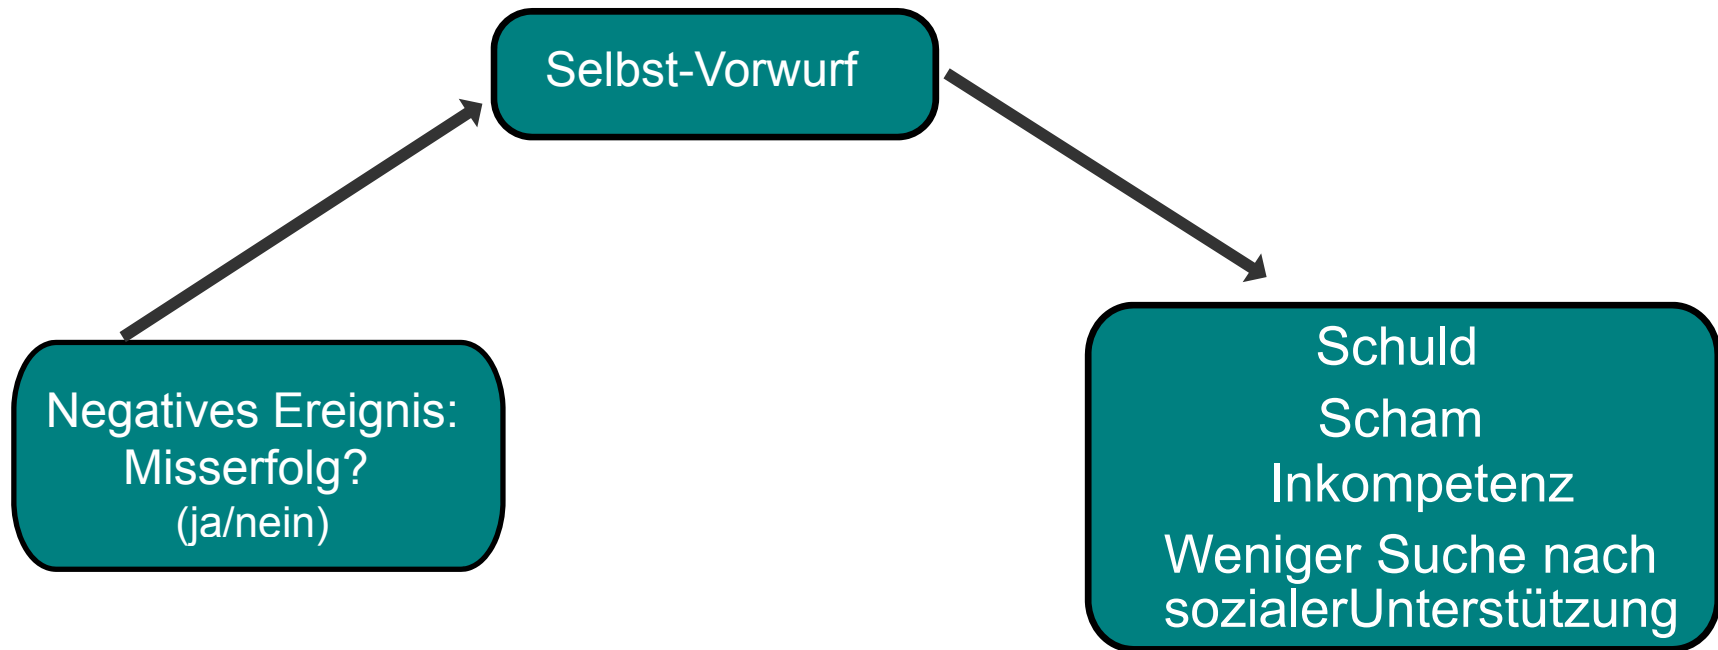 Selbst-Vorwurf
Negatives Ereignis:
Misserfolg?
(ja/nein)
Schuld
Scham
Inkompetenz
Weniger Suche nach
sozialerUnterstützung